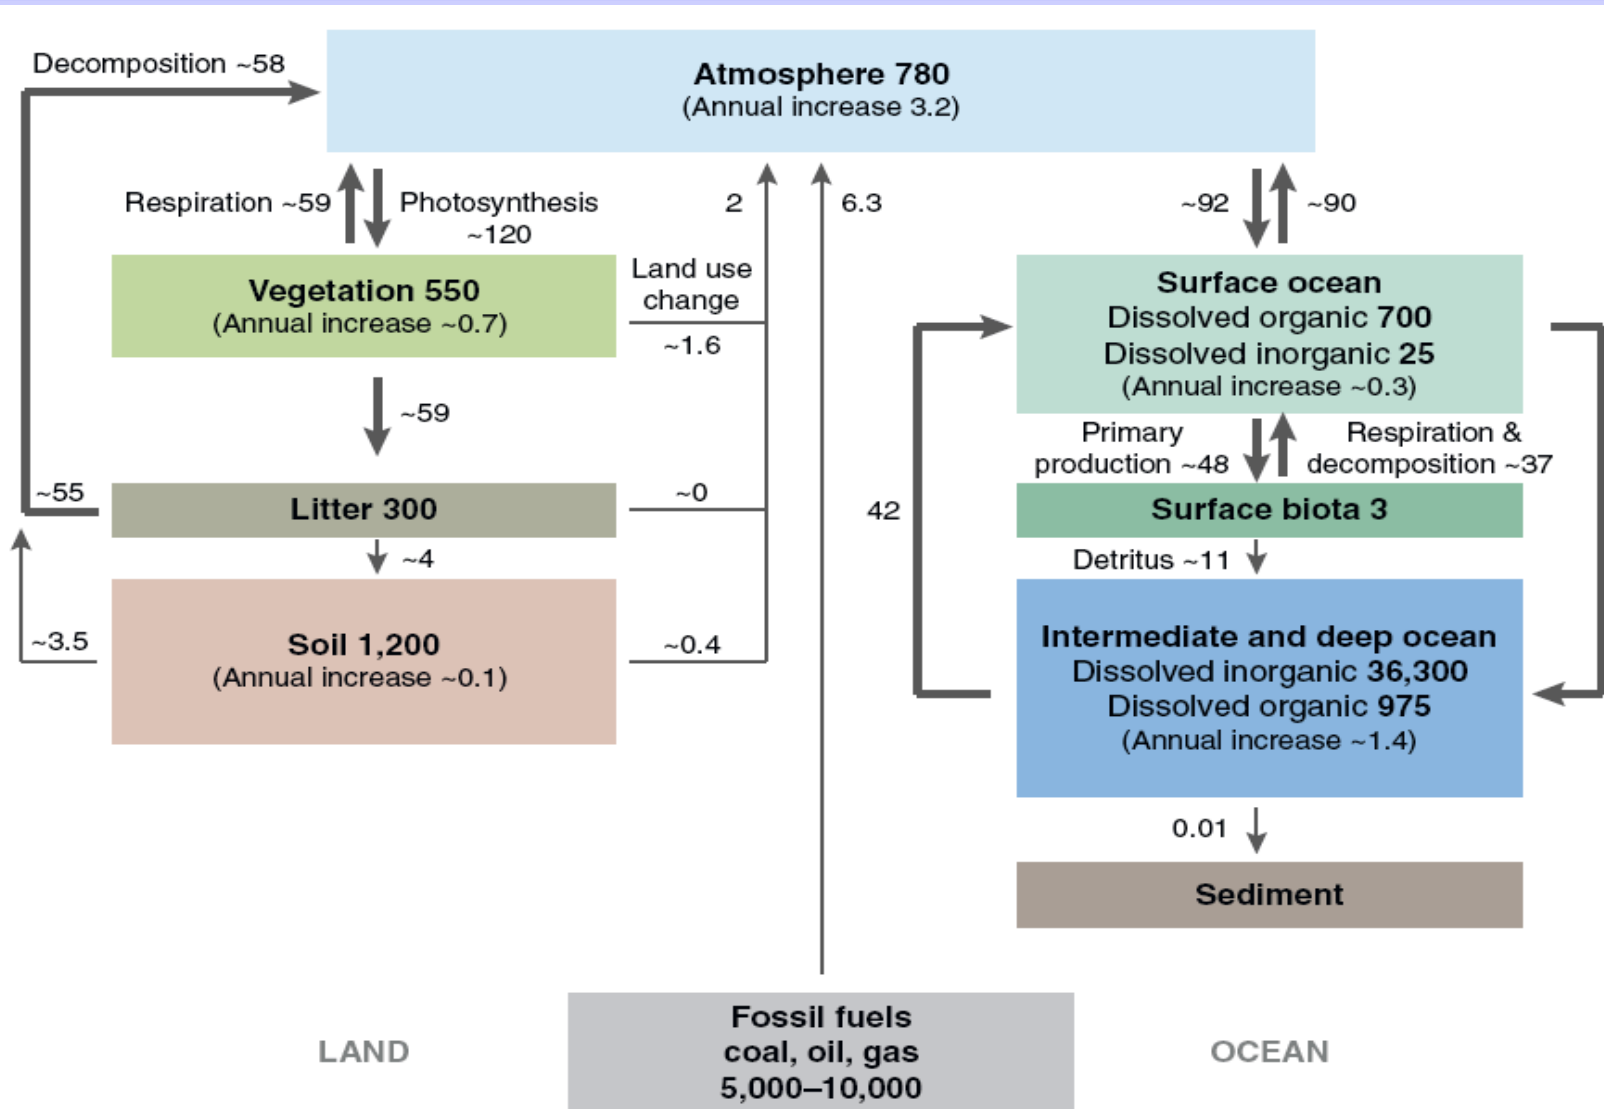 Decomposition ~58
Atmosphere 780
(Annual increase 3.2)
Respiration ~59
Photosynthesis
~120
2
6.3
~92
~90
Vegetation 550
(Annual increase ~0.7)
Land use
change
~1.6
Surface ocean
Dissolved organic 700
Dissolved inorganic 25
(Annual increase ~0.3)
~59
Primary
production ~48
Respiration &
decomposition ~37
~55
Litter 300
~0
42
Surface biota 3
~4
Detritus ~11
~3.5
Soil 1,200
(Annual increase ~0.1)
~0.4
Intermediate and deep ocean
Dissolved inorganic 36,300
Dissolved organic 975
(Annual increase ~1.4)
0.01
Sediment
LAND
Fossil fuels
coal, oil, gas
5,000–10,000
OCEAN